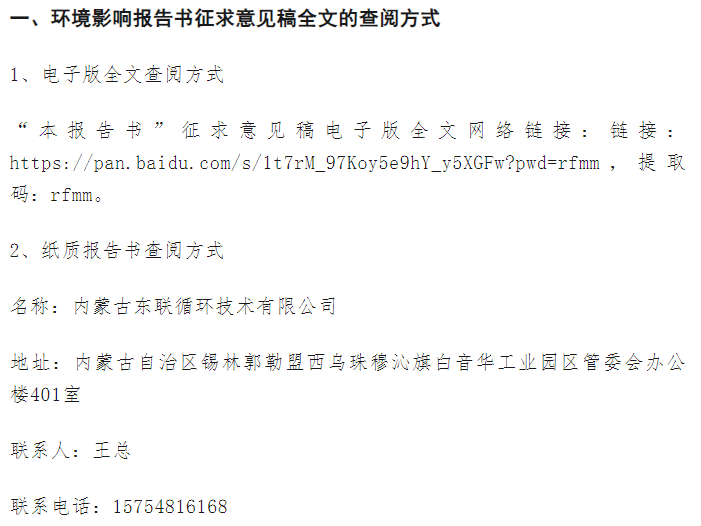 一、环境影响报告书征求意见稿全文的查阅方式
1、电子版全文查阅方式
“本报告书”征求意见稿电子版全文网络链接：链接：
https://pan.baidu.com/s/1t7rM_97Koy5e9hY_y5XGFw?pwd=rfmm，提取
码：rfmm。
2、纸质报告书查阅方式
名称：内蒙古东联循环技术有限公司
地址：内蒙古自治区锡林郭勒盟西乌珠穆沁旗白音华工业园区管委会办公
楼401室
联系人：王总
联系电话：15754816168